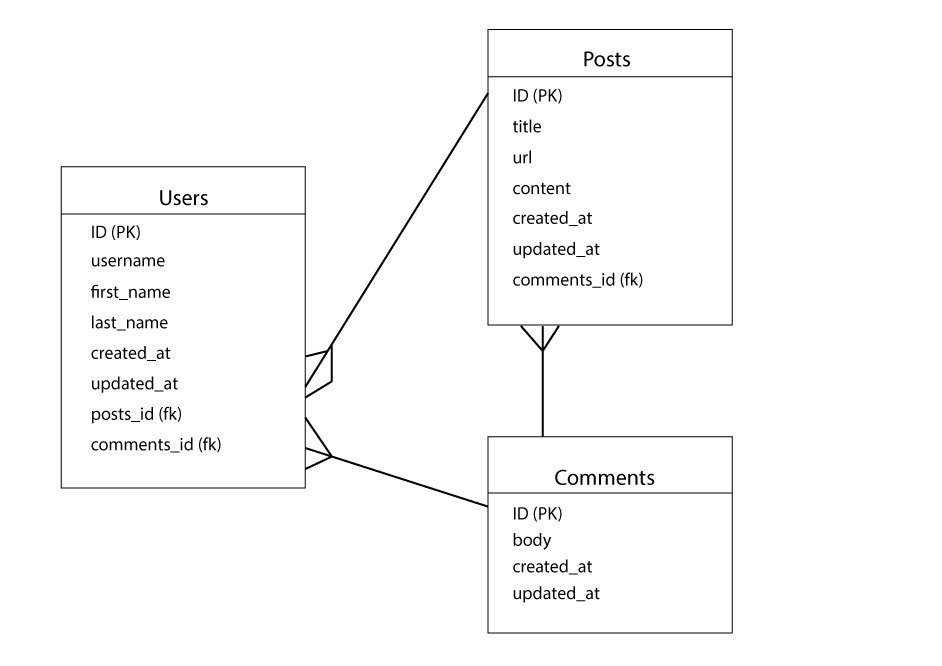 Users
ID (PK)
username
first_name
last_name
created_at
updated_at
posts_id (fk)
comments_id (fk)
Posts
ID (PK)
title
url
content
created_at
updated_at
comments_id (fk)
Comments
ID (PK)
body
created_at
updated_at